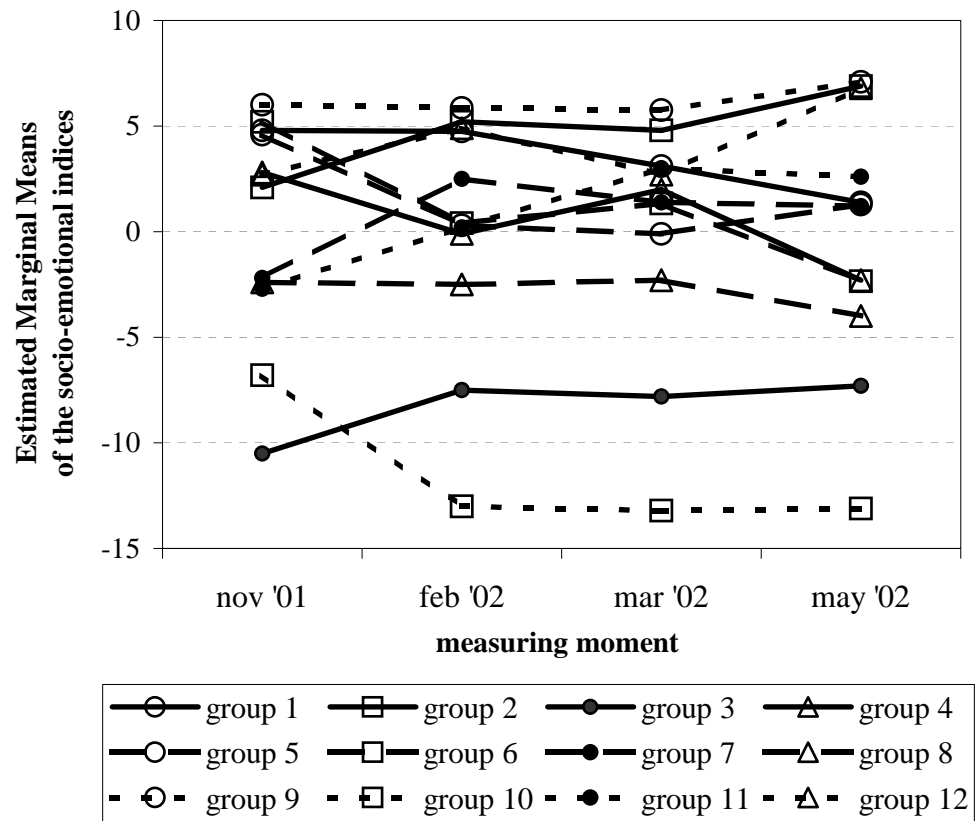 Estimated Marginal Means
of the socio-emotional indices
10
5
0
-5
-10
-15
nov '01 feb '02 mar '02 may '02
measuring moment
group 1 group 2 group 3 group 4
group 5 group 6 group 7 group 8
group 9 group 10 group 11 group 12